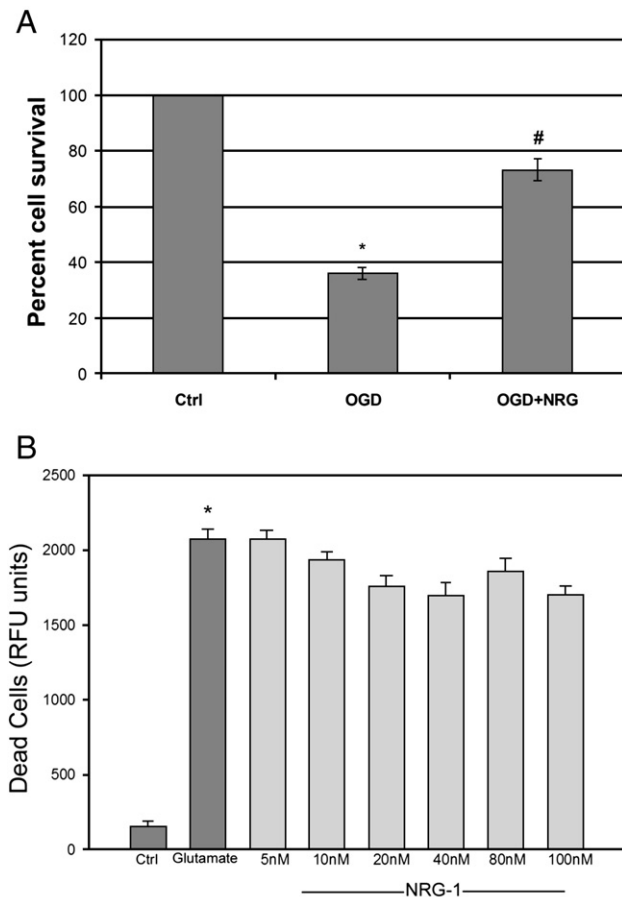 A
Percent cell survival
120
100
80
60
40
20
0
*
#
Ctrl OGD OGD+NRG
B
Dead Cells (RFU units)
2500
2000
1500
1000
500
0
*
Ctrl Glutamate 5nM 10nM 20nM 40nM 80nM 100nM
NRG-1